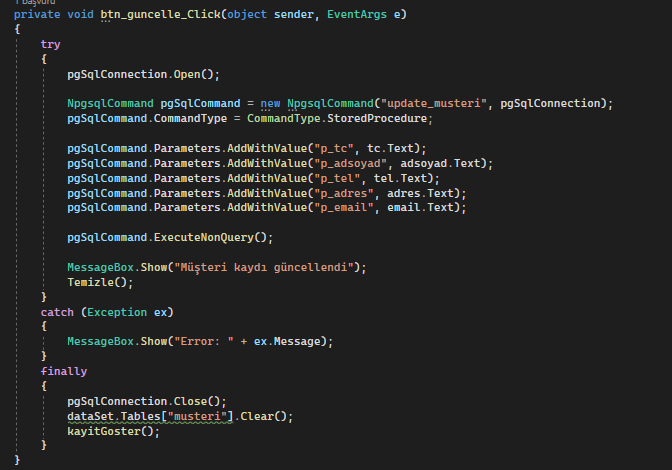 1 başvuru
private void btn_guncelle_Click(object sender, EventArgs e)
{
try
{
pgSqlConnection.Open();
NpgsqlCommand pgSqlCommand = new NpgsqlCommand("update_musteri", pgSqlConnection);
pgSqlCommand.CommandType = CommandType.StoredProcedure;
pgSqlCommand.Parameters.AddWithValue("p_tc", tc.Text);
pgSqlCommand.Parameters.AddWithValue("p_adsoyad", adsoyad.Text);
pgSqlCommand.Parameters.AddWithValue("p_tel", tel.Text);
pgSqlCommand.Parameters.AddWithValue("p_adres", adres.Text);
pgSqlCommand.Parameters.AddWithValue("p_email", email.Text);
pgSqlCommand.ExecuteNonQuery();
MessageBox.Show("Müşteri kaydı güncellendi");
Temizle();
}
catch (Exception ex)
{
MessageBox.Show("Error: " + ex.Message);
}
finally
{
pgSqlConnection.Close();
dataSet.Tables["musteri"].Clear();
kayitGoster();
}
}